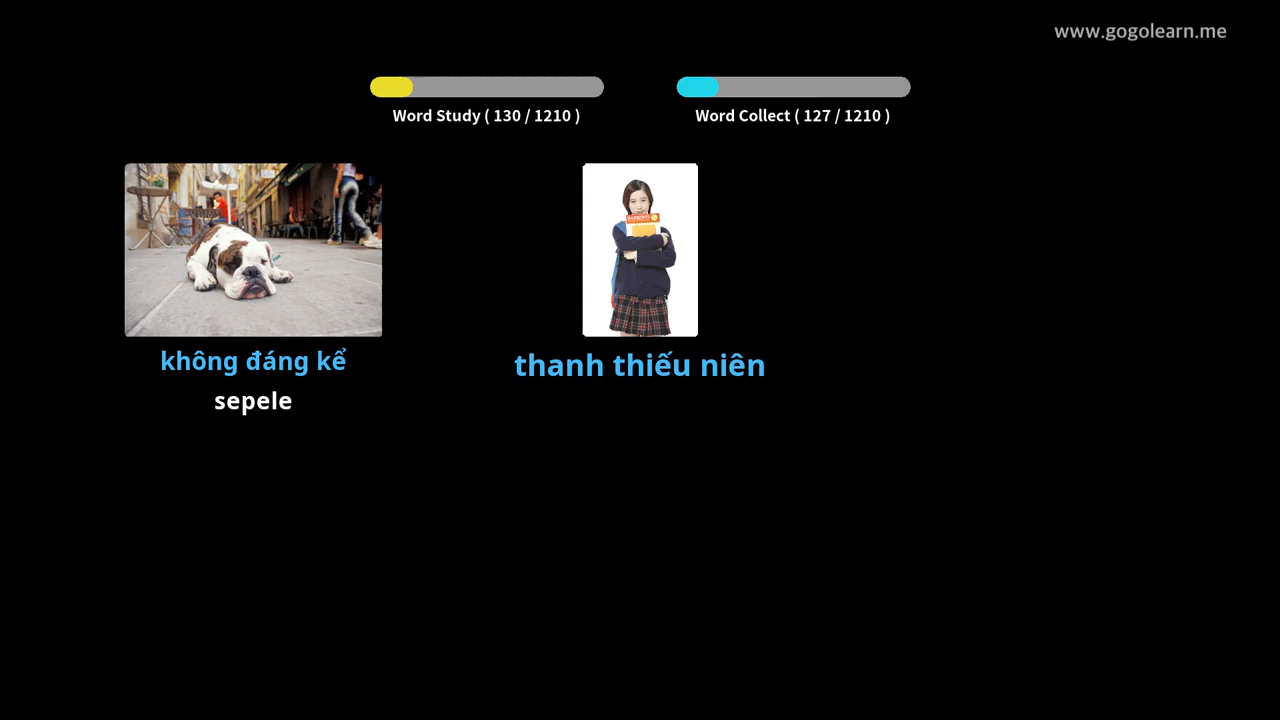 www.gogolearn.me
Word Study ( 130 / 1210 )
Word Collect ( 127 / 1210 )
không đáng kể
sepele
thanh thiếu niên